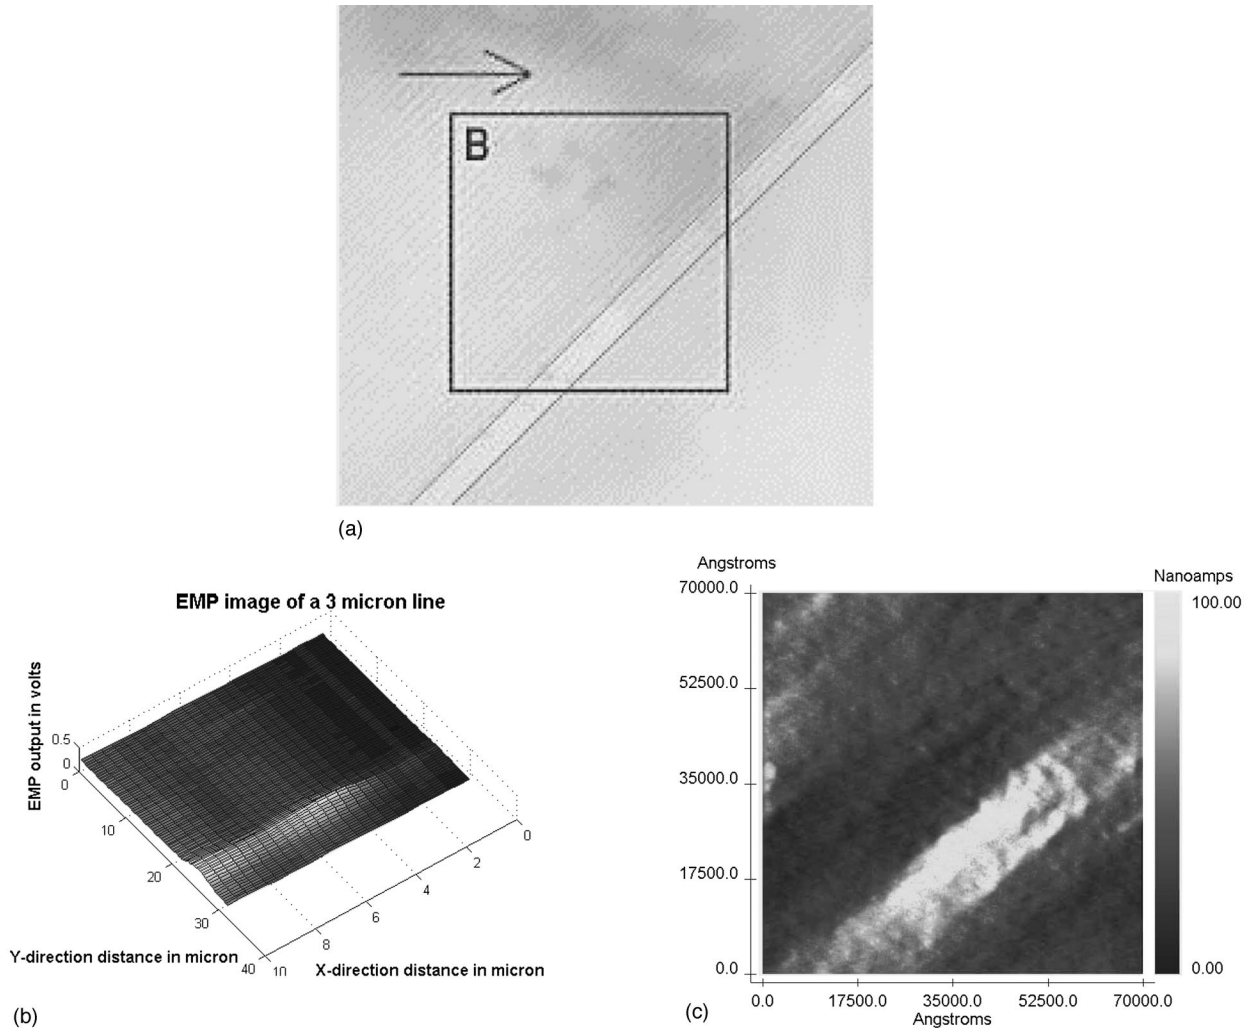 B
(a)
EMP image of a 3 micron line
EMP output in volts
0.5
0
0
10
20
30
40
10
8
6
4
2
0
Y-direction distance in micron
X-direction distance in micron
(b)
Angstroms
70000.0
52500.0
35000.0
17500.0
0.0
0.0 17500.0 35000.0 52500.0 70000.0
Angstroms
Nanoamps
100.00
0.00
(c)